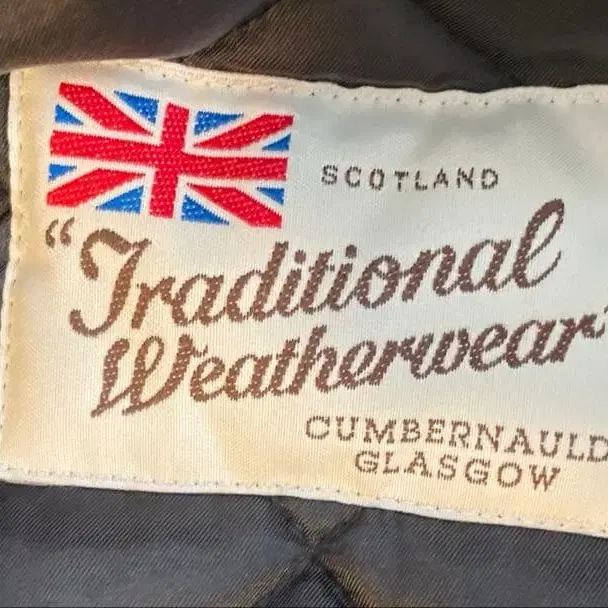 SCOTLAND
"Traditional
Weatherwear"
CUMBERNAULD
GLASGOW